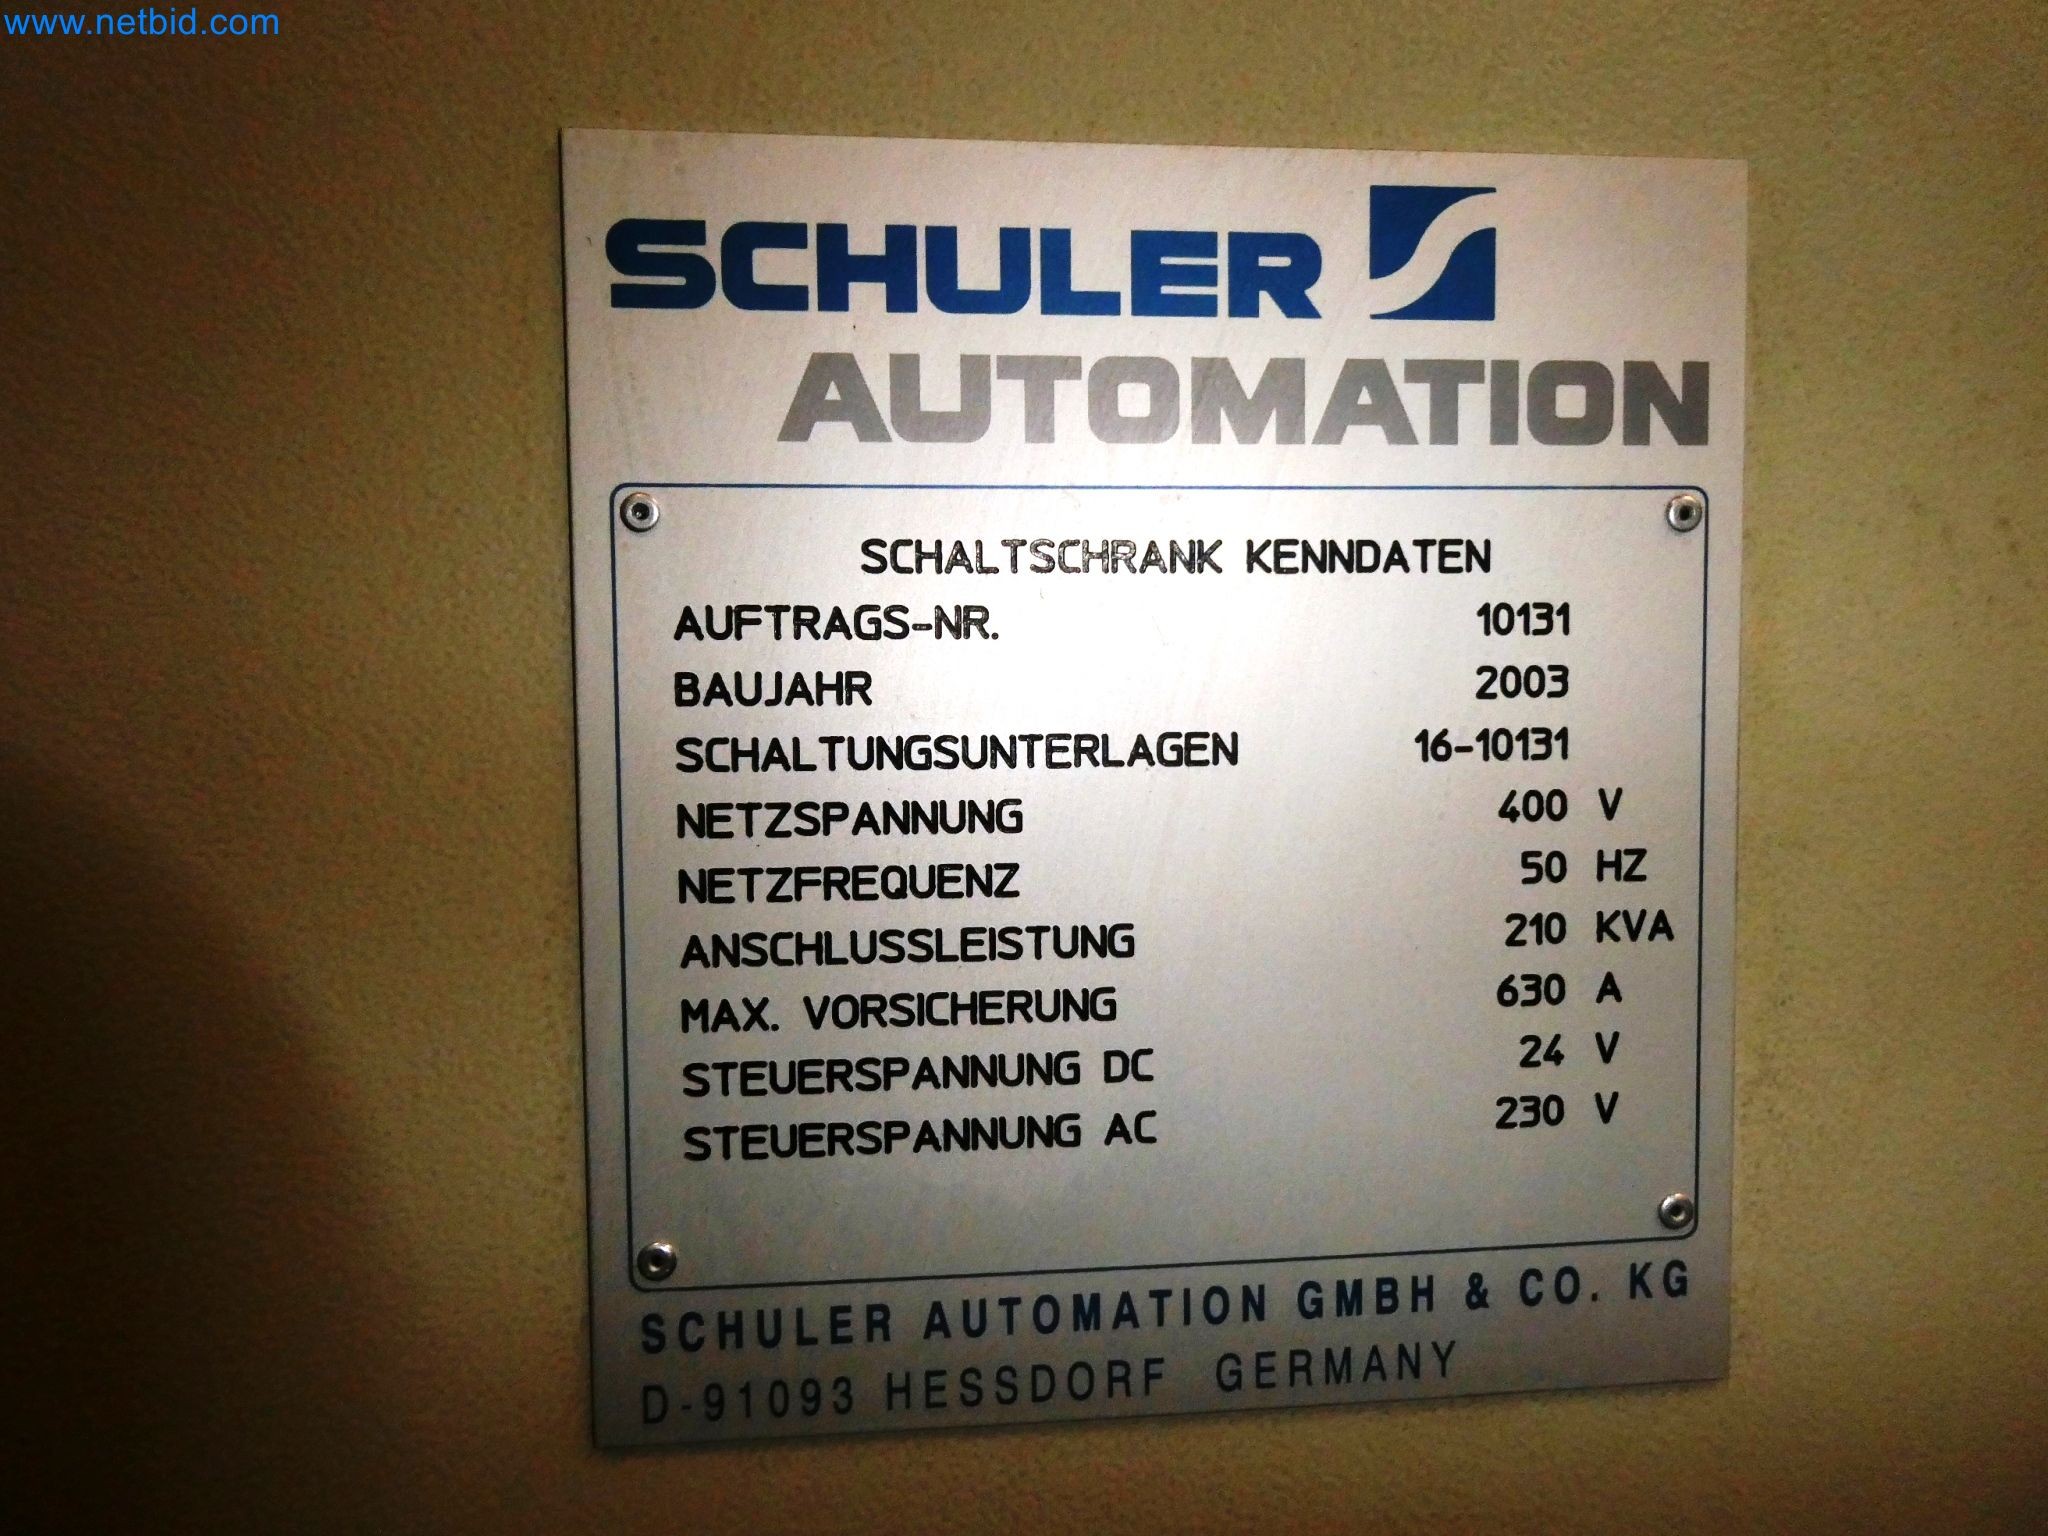 www.netbid.com
SCHULER
AUTOMATION
SCHALTSCHRANK KENNDATEN
AUFTRAGS-NR. 10131
BAUJAHR 2003
SCHALTUNGSUNTERLAGEN 16-10131
NETZSPANNUNG 400 V
NETZFREQUENZ 50 HZ
ANSCHLUSSLEISTUNG 210 KVA
MAX. VORSICHERUNG 630 A
STEUERSPANNUNG DC 24 V
STEUERSPANNUNG AC 230 V
SCHULER AUTOMATION GMBH & CO. KG
D-91093 HESSDORF GERMANY